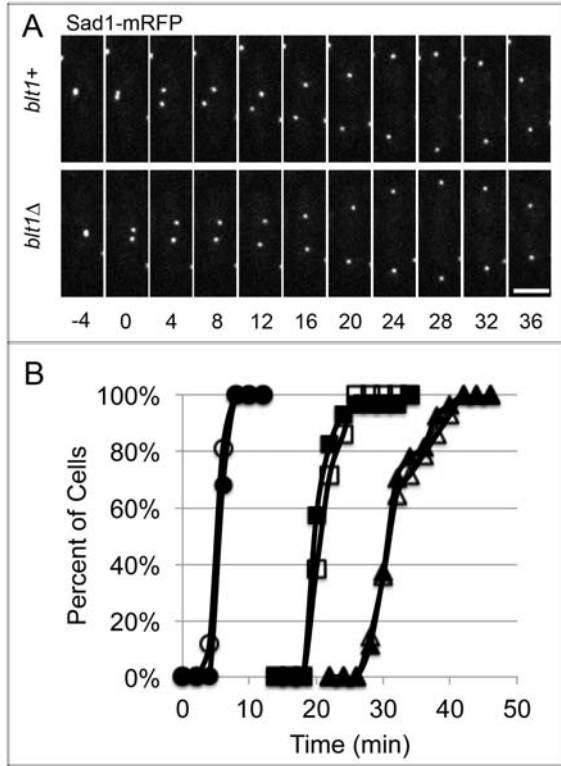 A
Sad1-mRFP
blt1+
blt1Δ
-4 0 4 8 12 16 20 24 28 32 36
B
100%
80%
60%
40%
20%
0%
Percent of Cells
0 10 20 30 40 50
Time (min)